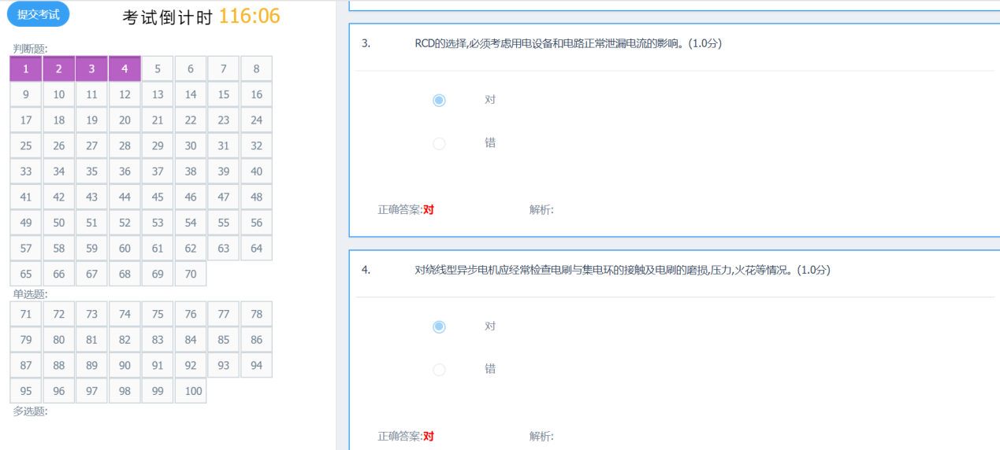 提交考试
考试倒计时 116:06
判断题:
1 2 3 4 5 6 7 8
9 10 11 12 13 14 15 16
17 18 19 20 21 22 23 24
25 26 27 28 29 30 31 32
33 34 35 36 37 38 39 40
41 42 43 44 45 46 47 48
49 50 51 52 53 54 55 56
57 58 59 60 61 62 63 64
65 66 67 68 69 70
单选题:
71 72 73 74 75 76 77 78
79 80 81 82 83 84 85 86
87 88 89 90 91 92 93 94
95 96 97 98 99 100
多选题:
3. RCD的选择,必须考虑用电设备和电路正常泄漏电流的影响。(1.0分)
对
错
正确答案:对 解析:
4. 对绕线型异步电机应经常检查电刷与集电环的接触及电刷的磨损,压力,火花等情况。(1.0分)
对
错
正确答案:对 解析: